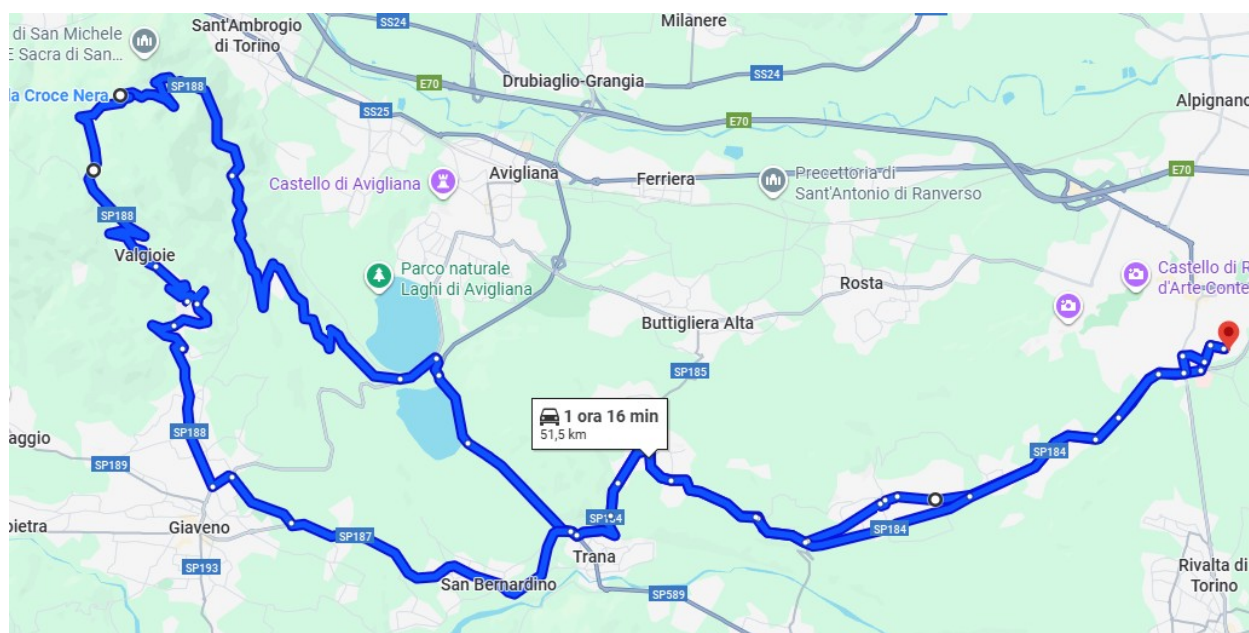 di San Michele
E Sacra di San...
Sant'Ambrogio
di Torino
SS24
Milanere
SS24
Drubiaglio-Grangia
E70
la Croce Nera
SP188
SS25
E70
Alpignano
Castello di Avigliana
Avigliana
Ferriera
Precettoria di
Sant'Antonio di Ranverso
E70
SP188
Valgioie
Parco naturale
Laghi di Avigliana
Rosta
Castello di R
d'Arte Conte
Buttigliera Alta
SP185
1 ora 16 min
51,5 km
aggio
SP189
SP188
SP184
Giaveno
SP187
SP184
SP184
pietra
SP193
San Bernardino
Trana
SP589
Rivalta di
Torino